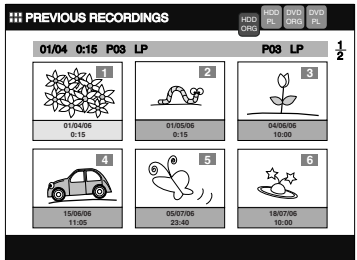 PREVIOUS RECORDINGS
HDD ORG
HDD PL
DVD ORG
DVD PL
01/04 0:15 P03 LP P03 LP
1/2
1 2 3
01/04/06 01/05/06 04/06/06
0:15 0:15 10:00
4 5 6
15/06/06 05/07/06 18/07/06
11:05 23:40 10:00